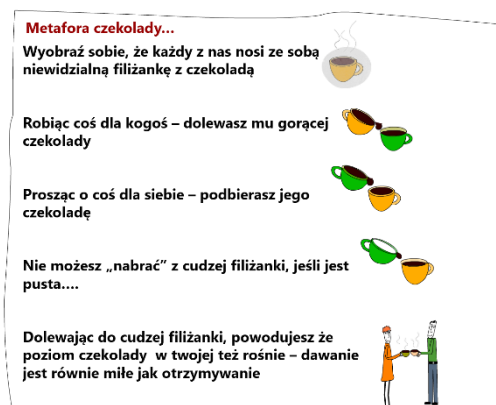 Metafora czekolady...
Wyobraź sobie, że każdy z nas nosi ze sobą
niewidzialną filiżankę z czekoladą
Robiąc coś dla kogoś – dolewasz mu gorącej
czekolady
Prosząc o coś dla siebie – podbierasz jego
czekoladę
Nie możesz „nabrać” z cudzej filiżanki, jeśli jest
pusta....
Dolewając do cudzej filiżanki, powodujesz że
poziom czekolady w twojej też rośnie – dawanie
jest równie miłe jak otrzymywanie